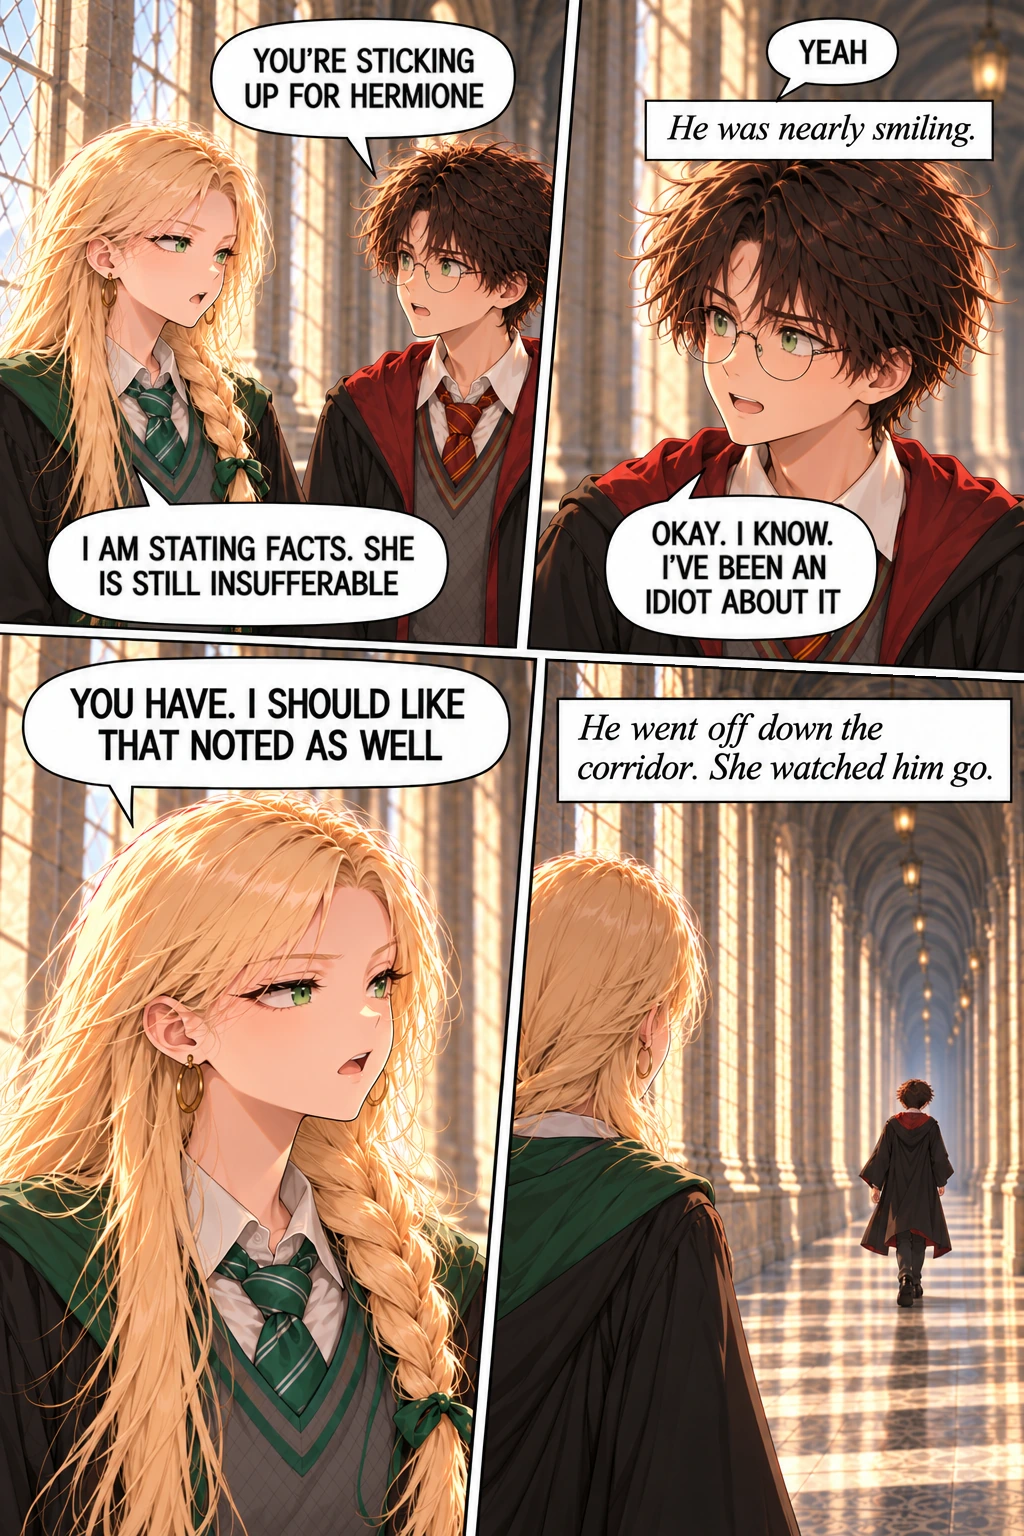 YOU'RE STICKING
UP FOR HERMIONE
I AM STATING FACTS. SHE
IS STILL INSUFFERABLE
YEAH
He was nearly smiling.
OKAY. I KNOW.
I'VE BEEN AN
IDIOT ABOUT IT
YOU HAVE. I SHOULD LIKE
THAT NOTED AS WELL
He went off down the
corridor. She watched him go.